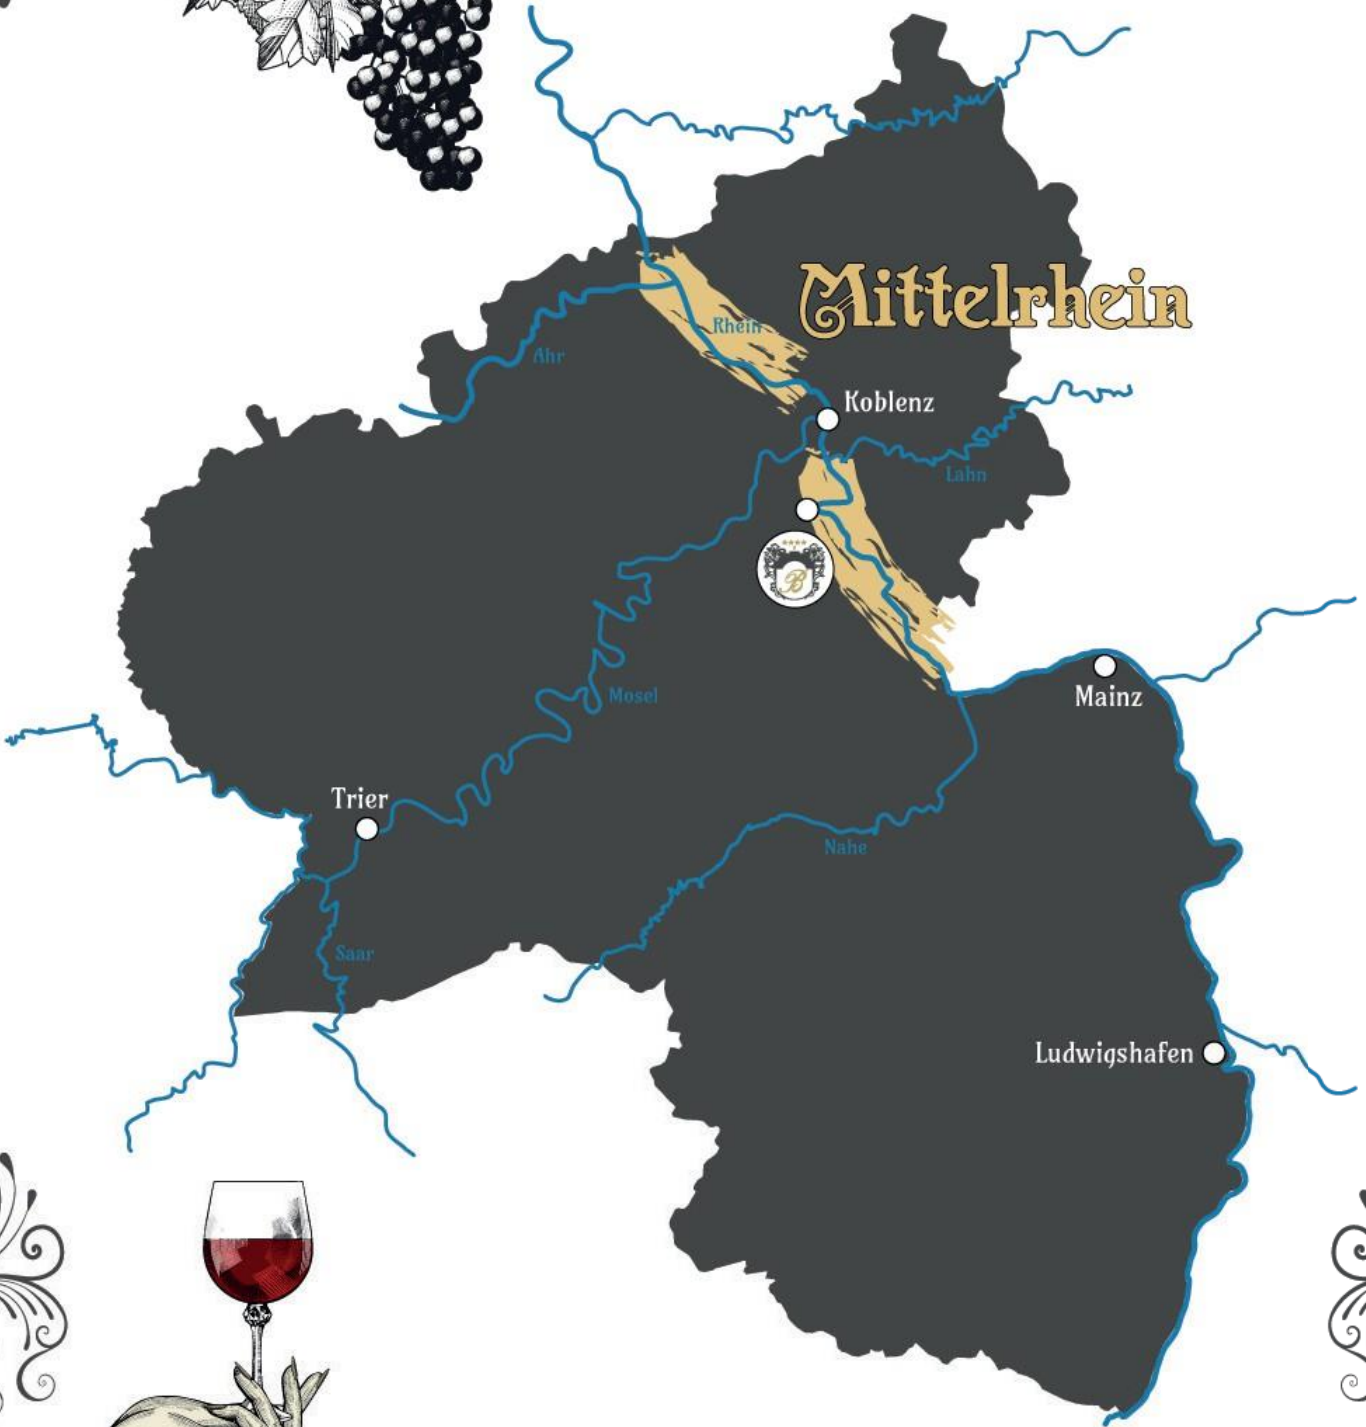 Mittelrhein
Rhein
Ahr
Koblenz
Lahn
B
Mosel
Mainz
Trier
Nahe
Saar
Ludwigshafen